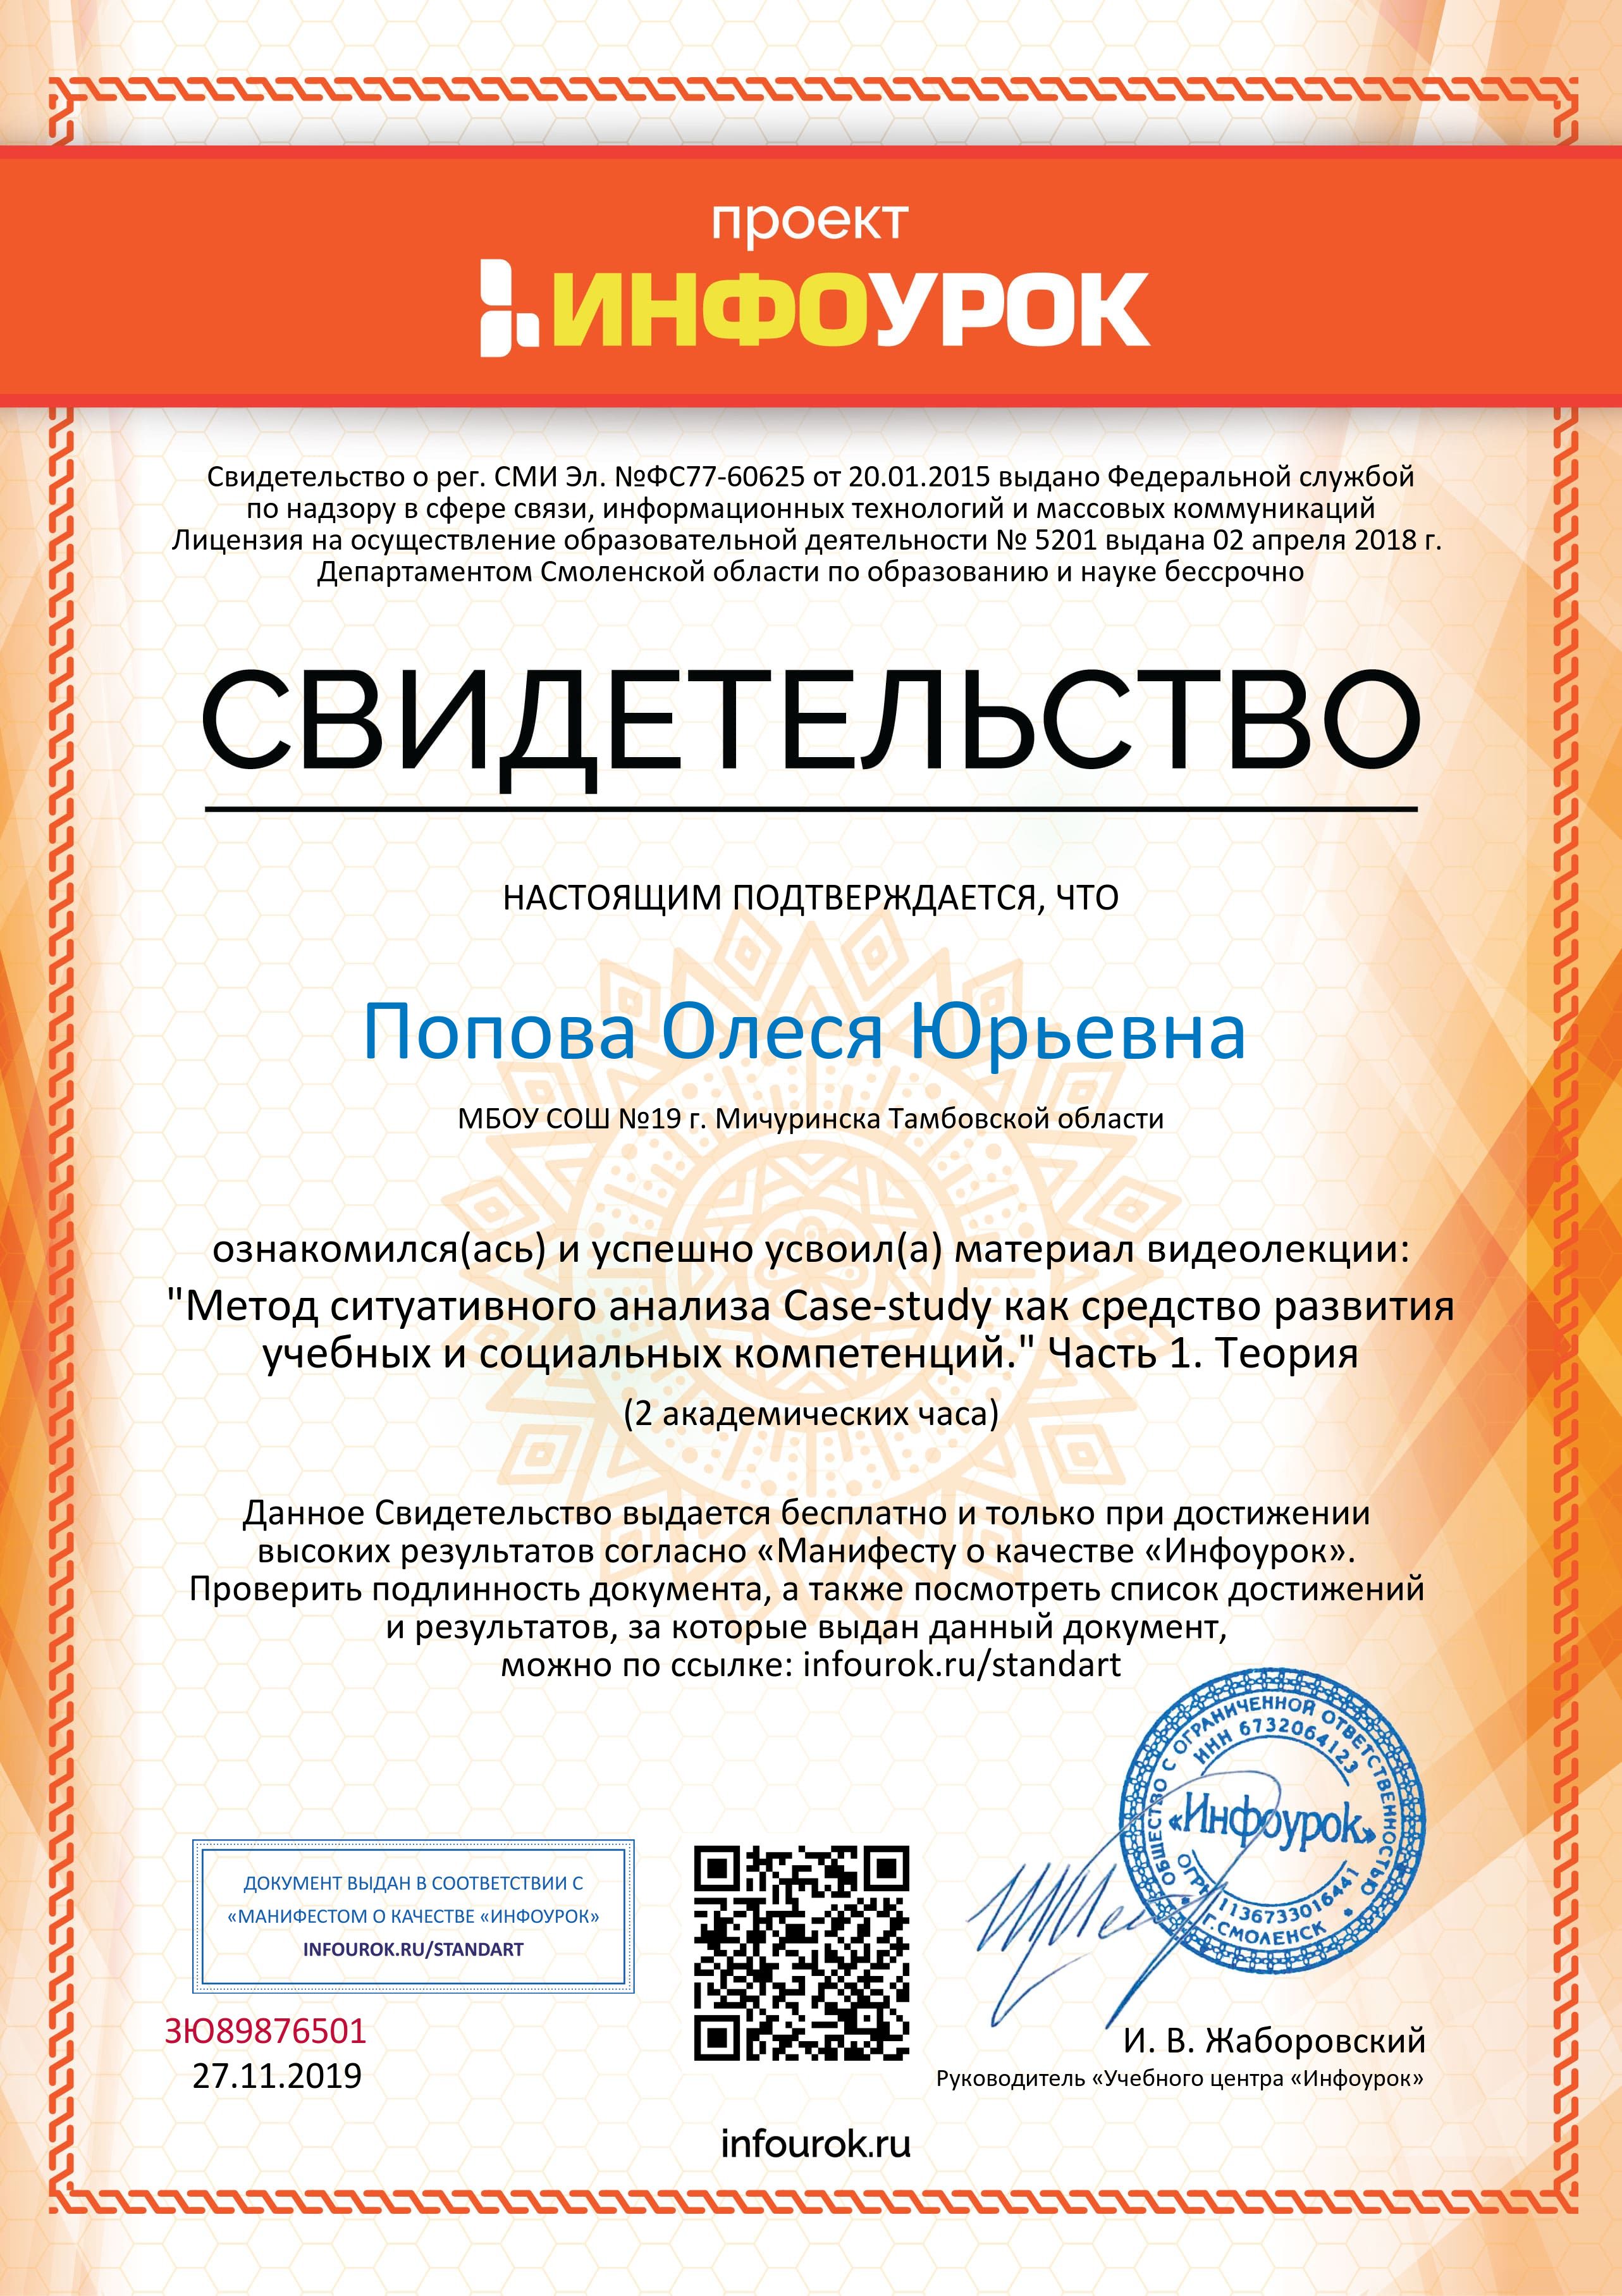 проект
ИНФОУРОК
Свидетельство о рег. СМИ Эл. №ФС77-60625 от 20.01.2015 выдано Федеральной службой
по надзору в сфере связи, информационных технологий и массовых коммуникаций
Лицензия на осуществление образовательной деятельности № 5201 выдана 02 апреля 2018 г.
Департаментом Смоленской области по образованию и науке бессрочно
СВИДЕТЕЛЬСТВО
НАСТОЯЩИМ ПОДТВЕРЖДАЕТСЯ, ЧТО
Попова Олеся Юрьевна
МБОУ СОШ №19 г. Мичуринска Тамбовской области
ознакомился(ась) и успешно усвоил(а) материал видеолекции:
"Метод ситуативного анализа Case-study как средство развития
учебных и социальных компетенций." Часть 1. Теория
(2 академических часа)
Данное Свидетельство выдается бесплатно и только при достижении
высоких результатов согласно «Манифесту о качестве «Инфоурок».
Проверить подлинность документа, а также посмотреть список достижений
и результатов, за которые выдан данный документ,
можно по ссылке: infourok.ru/standart
ОБЩЕСТВО С ОГРАНИЧЕННОЙ ОТВЕТСТВЕННОСТЬЮ
ИНН 6732064123
«Инфоурок»
ОГРН 1136733016441
Г.СМОЛЕНСК
ДОКУМЕНТ ВЫДАН В СООТВЕТСТВИИ С
«МАНИФЕСТОМ О КАЧЕСТВЕ «ИНФОУРОК»
INFOUROK.RU/STANDART
ЗЮ89876501
27.11.2019
И. В. Жаборовский
Руководитель «Учебного центра «Инфоурок»
infourok.ru